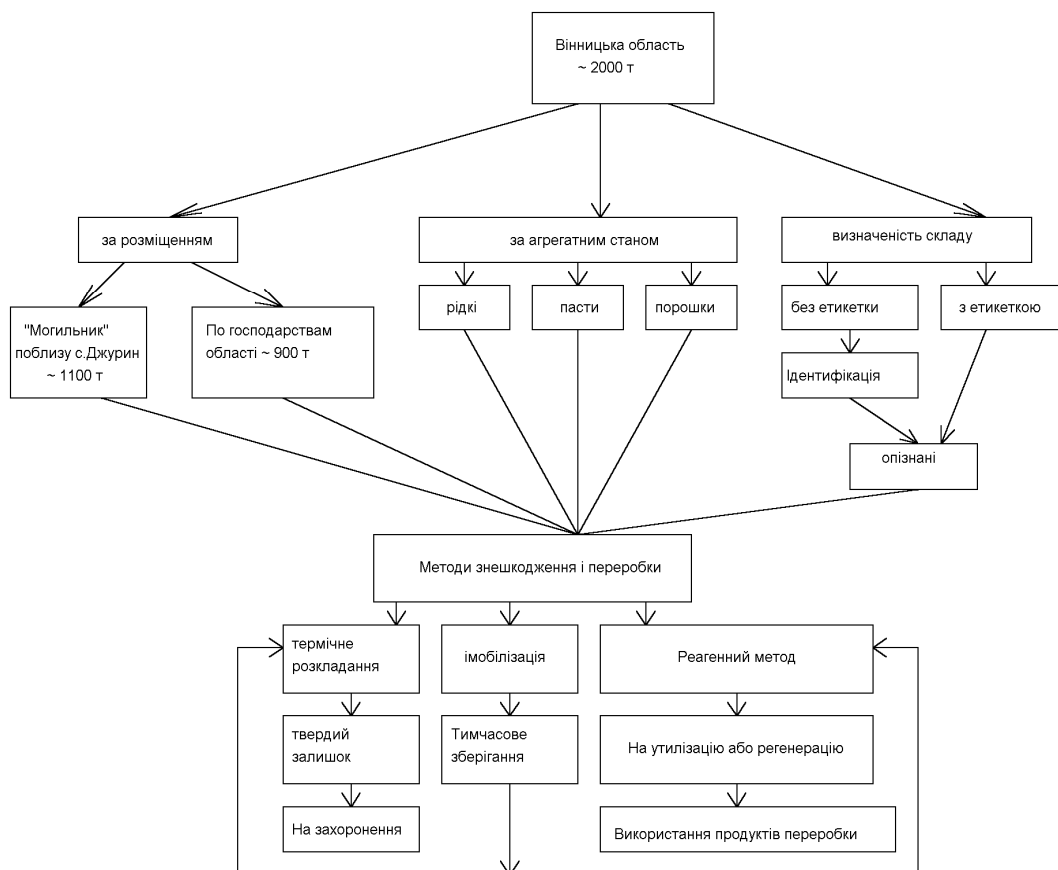 Вінницька область
~ 2000 т
за розміщенням
за агрегатним станом
визначеність складу
"Могильник"
поблизу с.Джурин
~ 1100 т
По господарствам
області ~ 900 т
рідкі
пасти
порошки
без етикетки
з етикеткою
Ідентифікація
опізнані
Методи знешкодження і переробки
термічне
розкладання
імобілізація
Реагенний метод
твердий
залишок
Тимчасове
зберігання
На утилізацію або регенерацію
На захоронення
Використання продуктів переробки